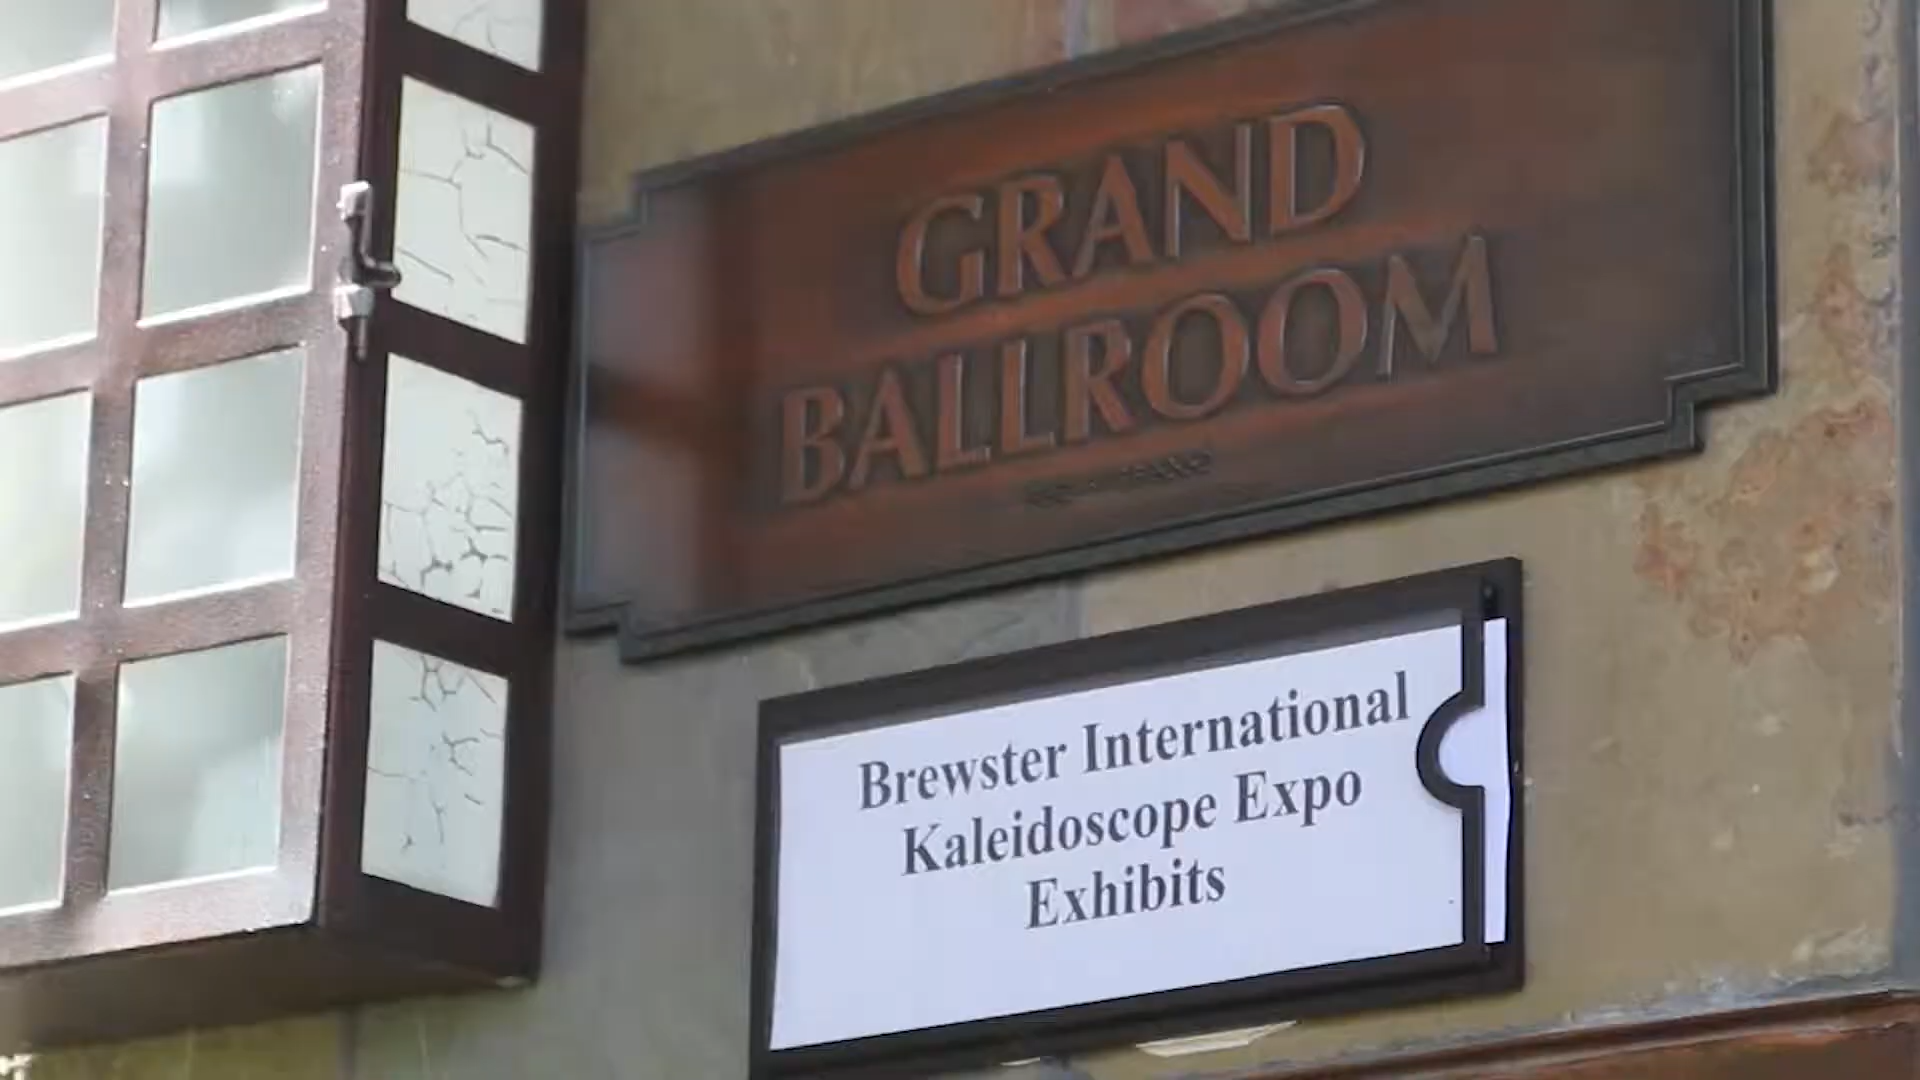 GRAND
BALLROOM
Brewster International
Kaleidoscope Expo
Exhibits